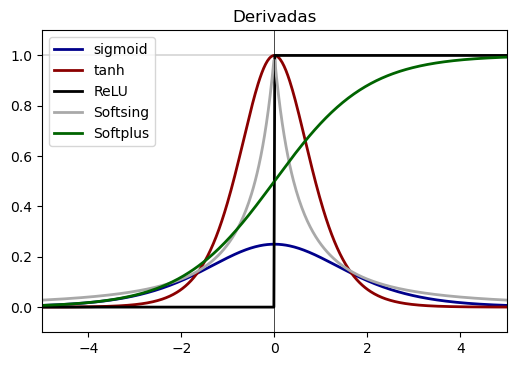 Derivadas
sigmoid
tanh
ReLU
Softsing
Softplus
1.0
0.8
0.6
0.4
0.2
0.0
−4 −2 0 2 4